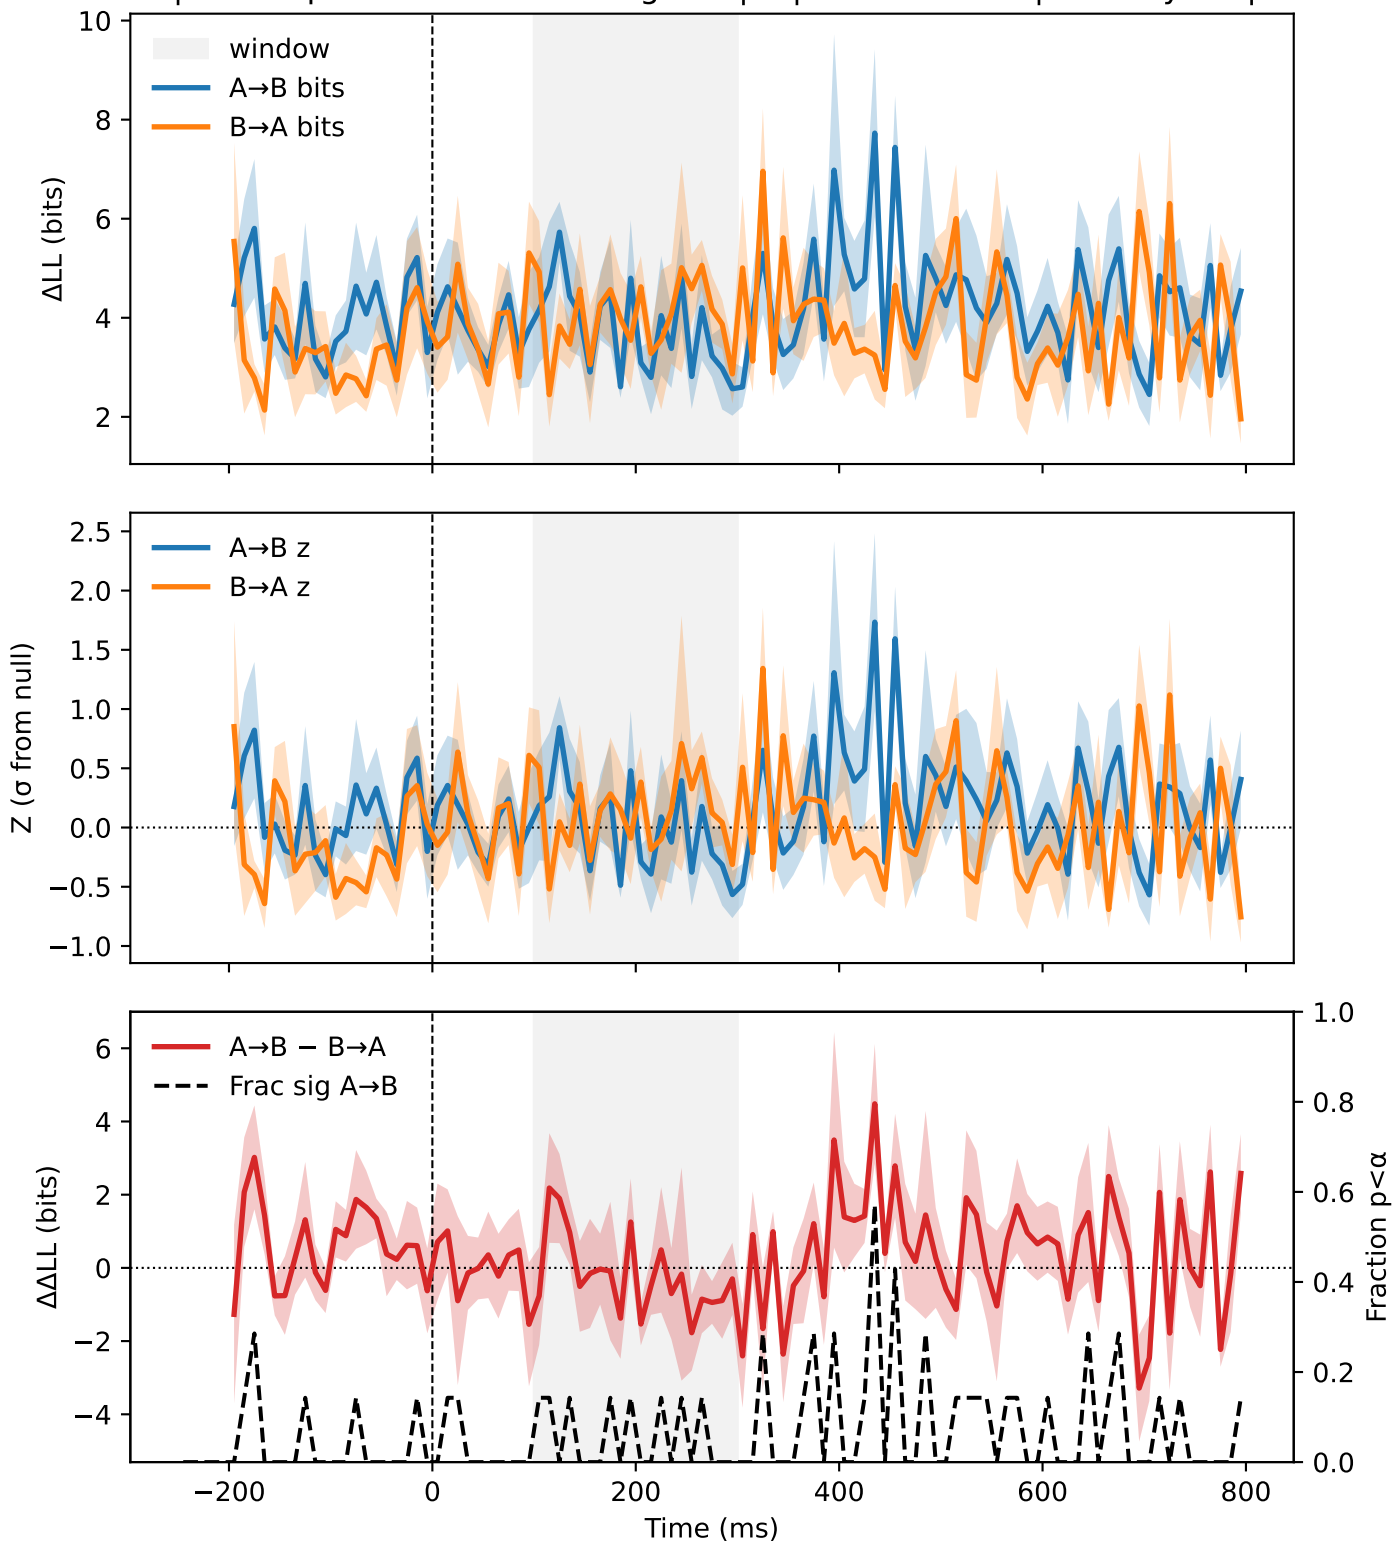 10
8
6
4
2
ΔLL (bits)
window
A→B bits
B→A bits
2.5
2.0
1.5
1.0
0.5
0.0
−0.5
−1.0
Z (σ from null)
A→B z
B→A z
6
4
2
0
−2
−4
ΔΔLL (bits)
A→B − B→A
Frac sig A→B
1.0
0.8
0.6
0.4
0.2
0.0
Fraction p<α
−200 0 200 400 600 800
Time (ms)